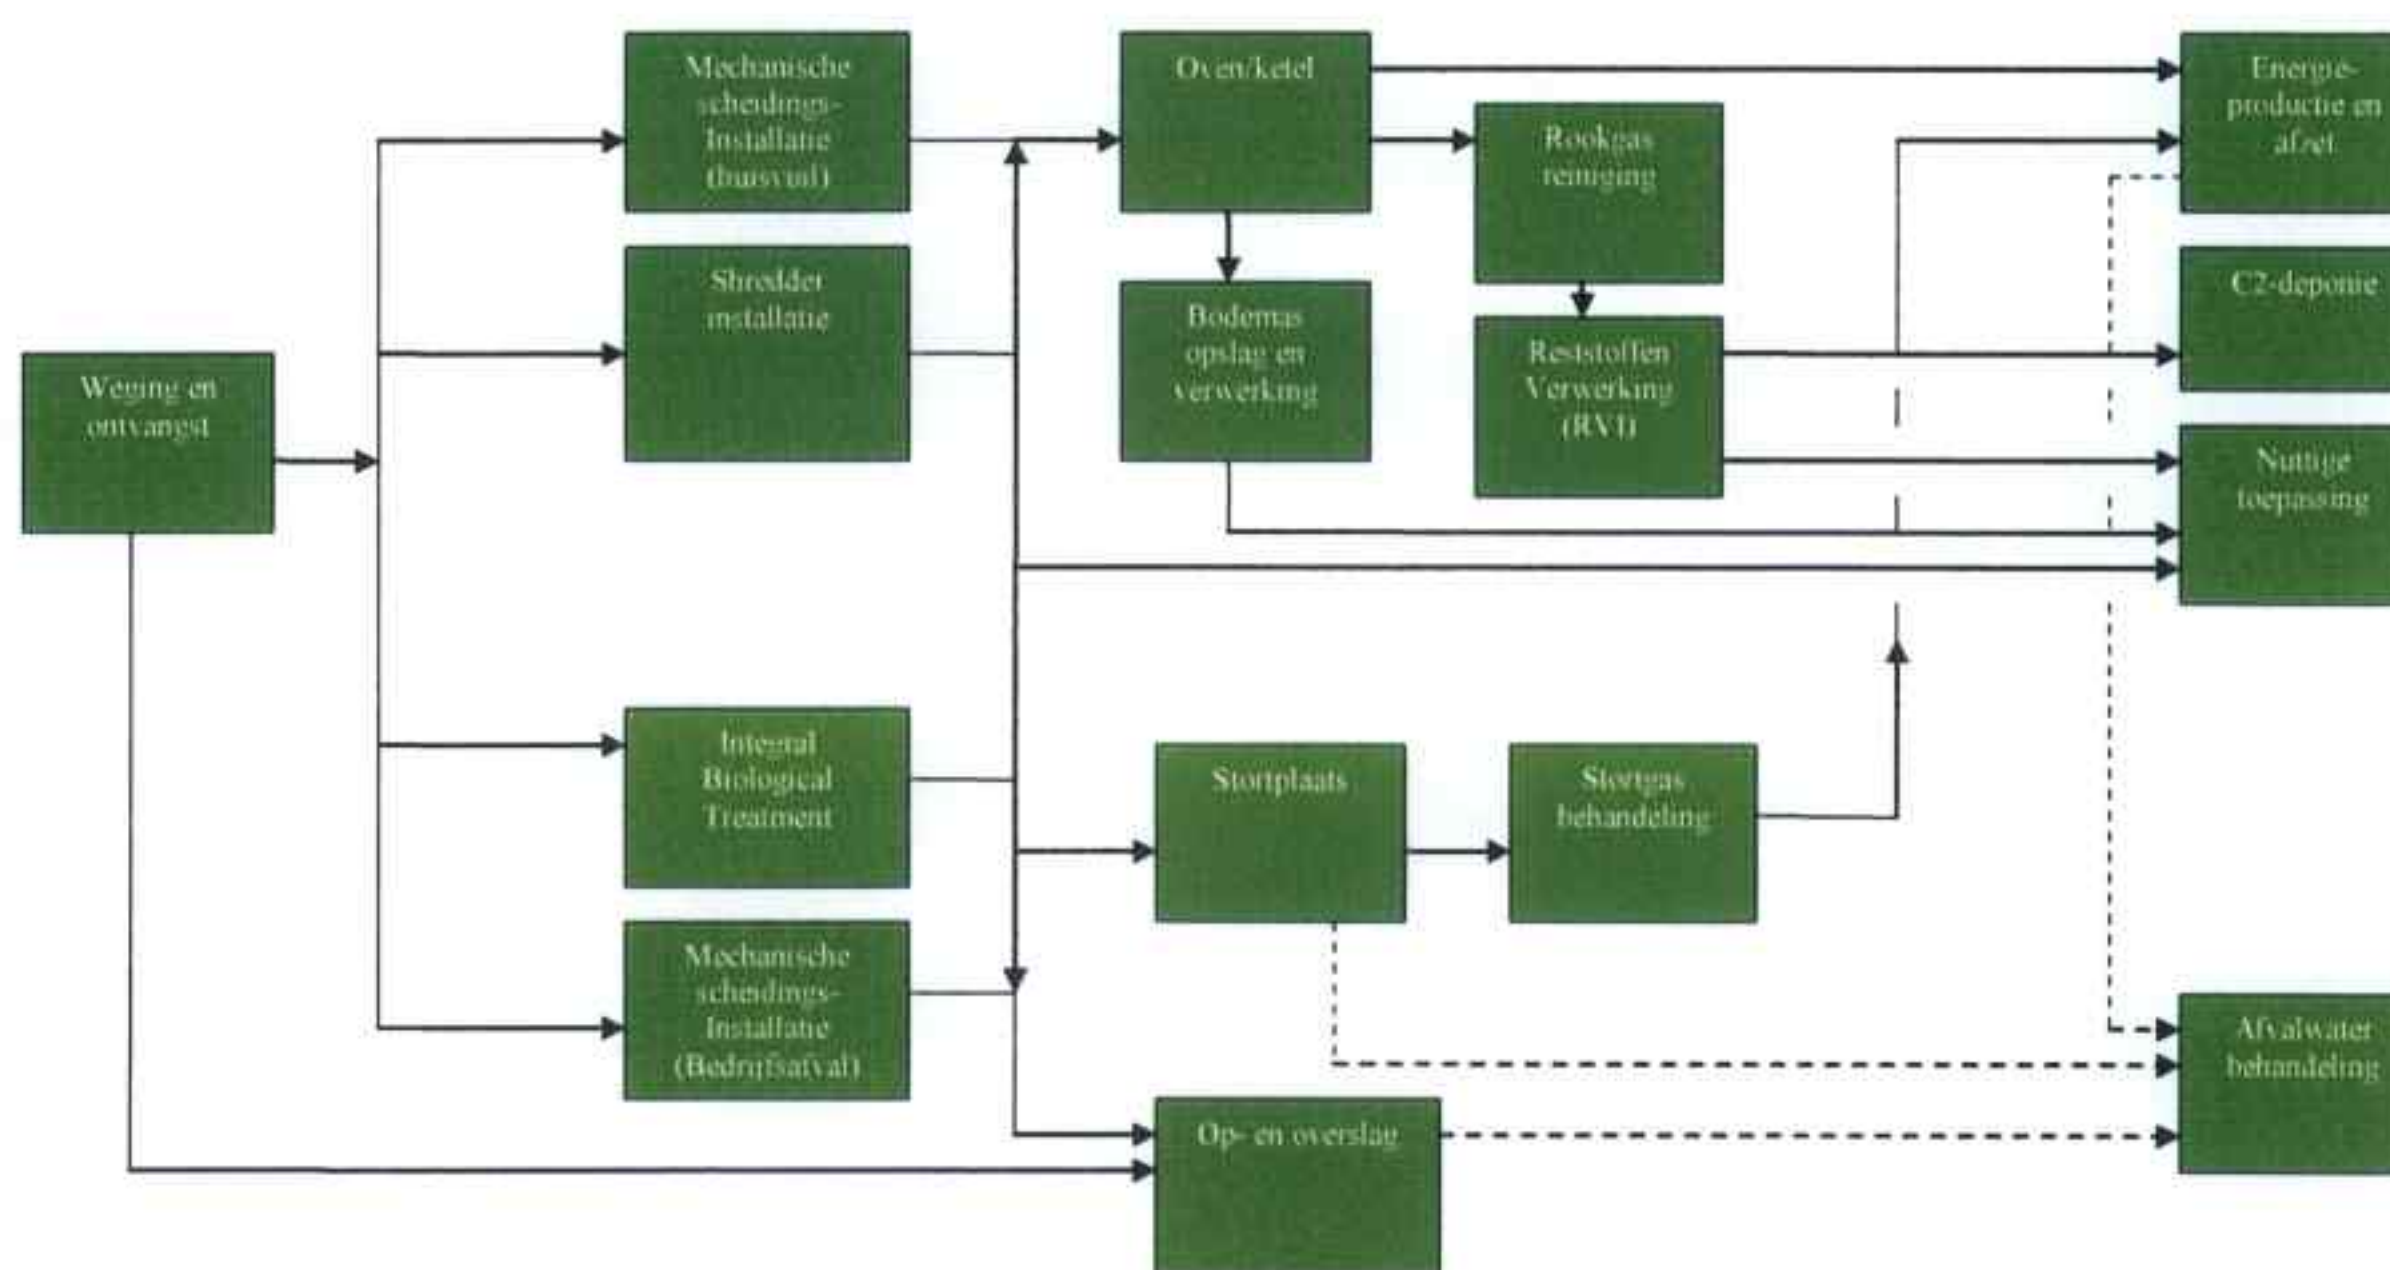 Weging en
ontvangst
Mechanische
scheidings-
Installatie
(huisvuil)
Shredder
installatie
Integral
Biological
Treatment
Mechanische
scheidings-
Installatie
(Bedrijfsafval)
Oven/ketel
Bodemas
opslag en
verwerking
Rookgas
reiniging
Reststoffen
Verwerking
(RVI)
Stortplaats
Stortgas
behandeling
Op- en overslag
Energie-
productie en
afzet
C2-deponie
Nuttige
toepassing
Afvalwater
behandeling